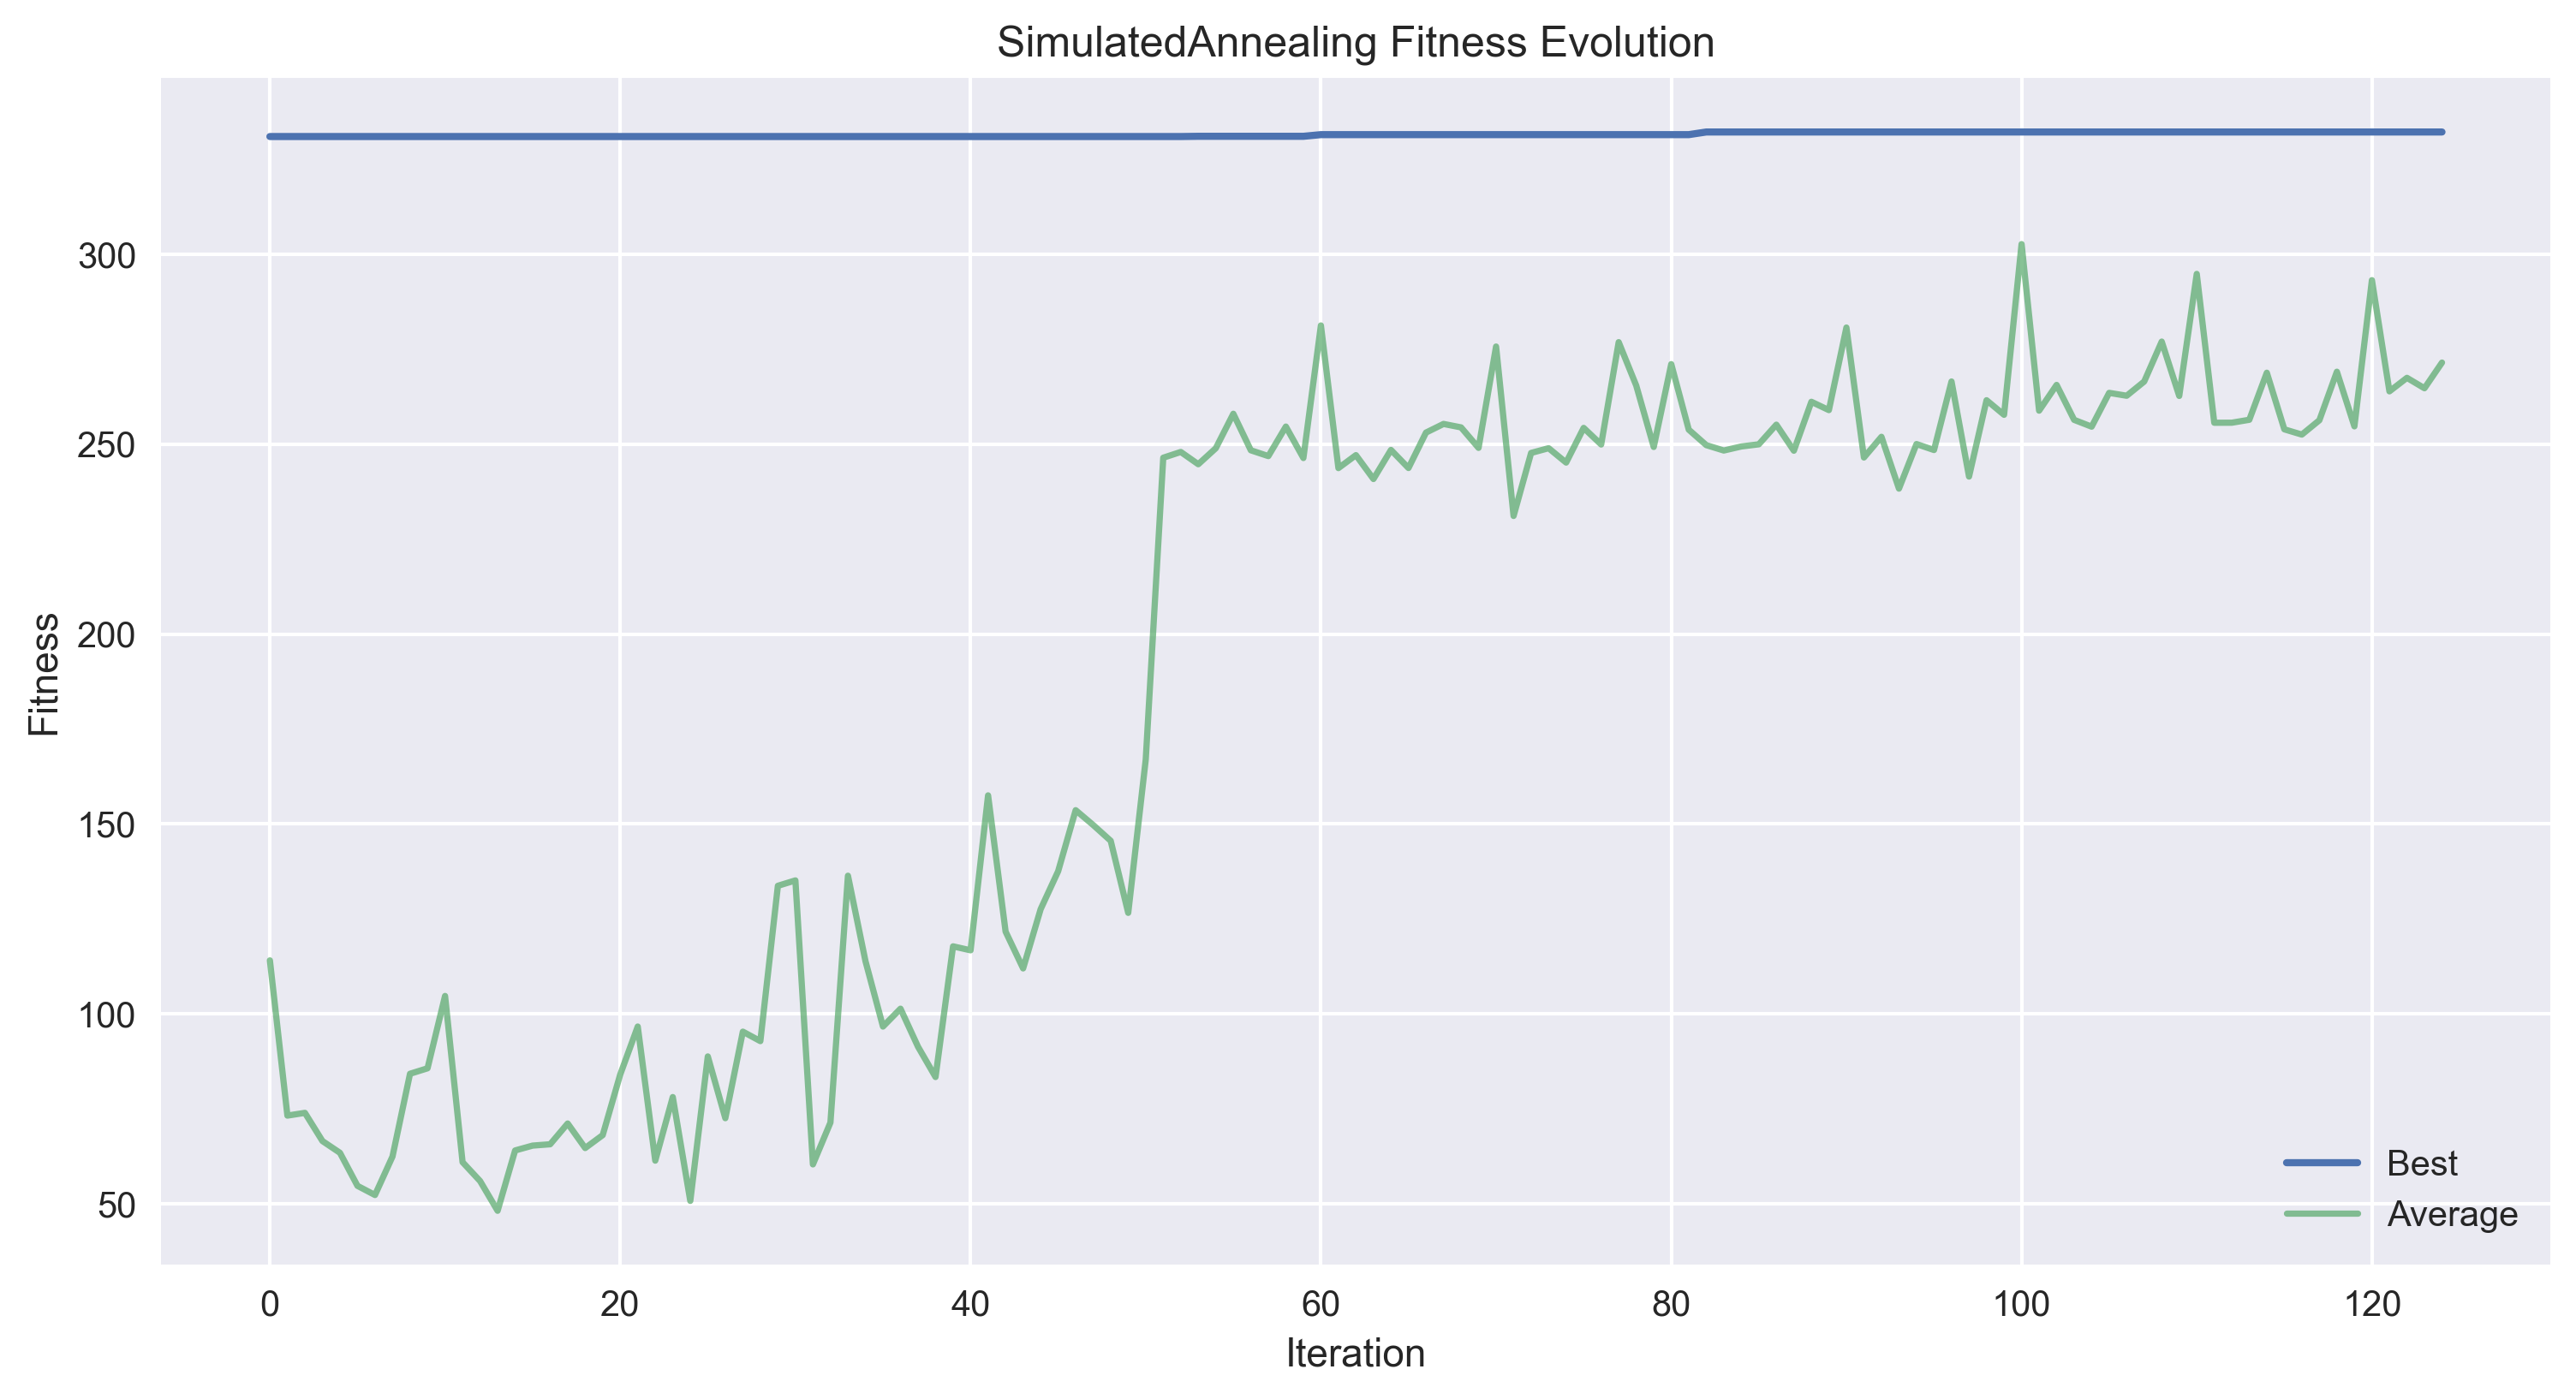 SimulatedAnnealing Fitness Evolution
300
250
200
150
100
50
Fitness
0 20 40 60 80 100 120
Iteration
Best
Average